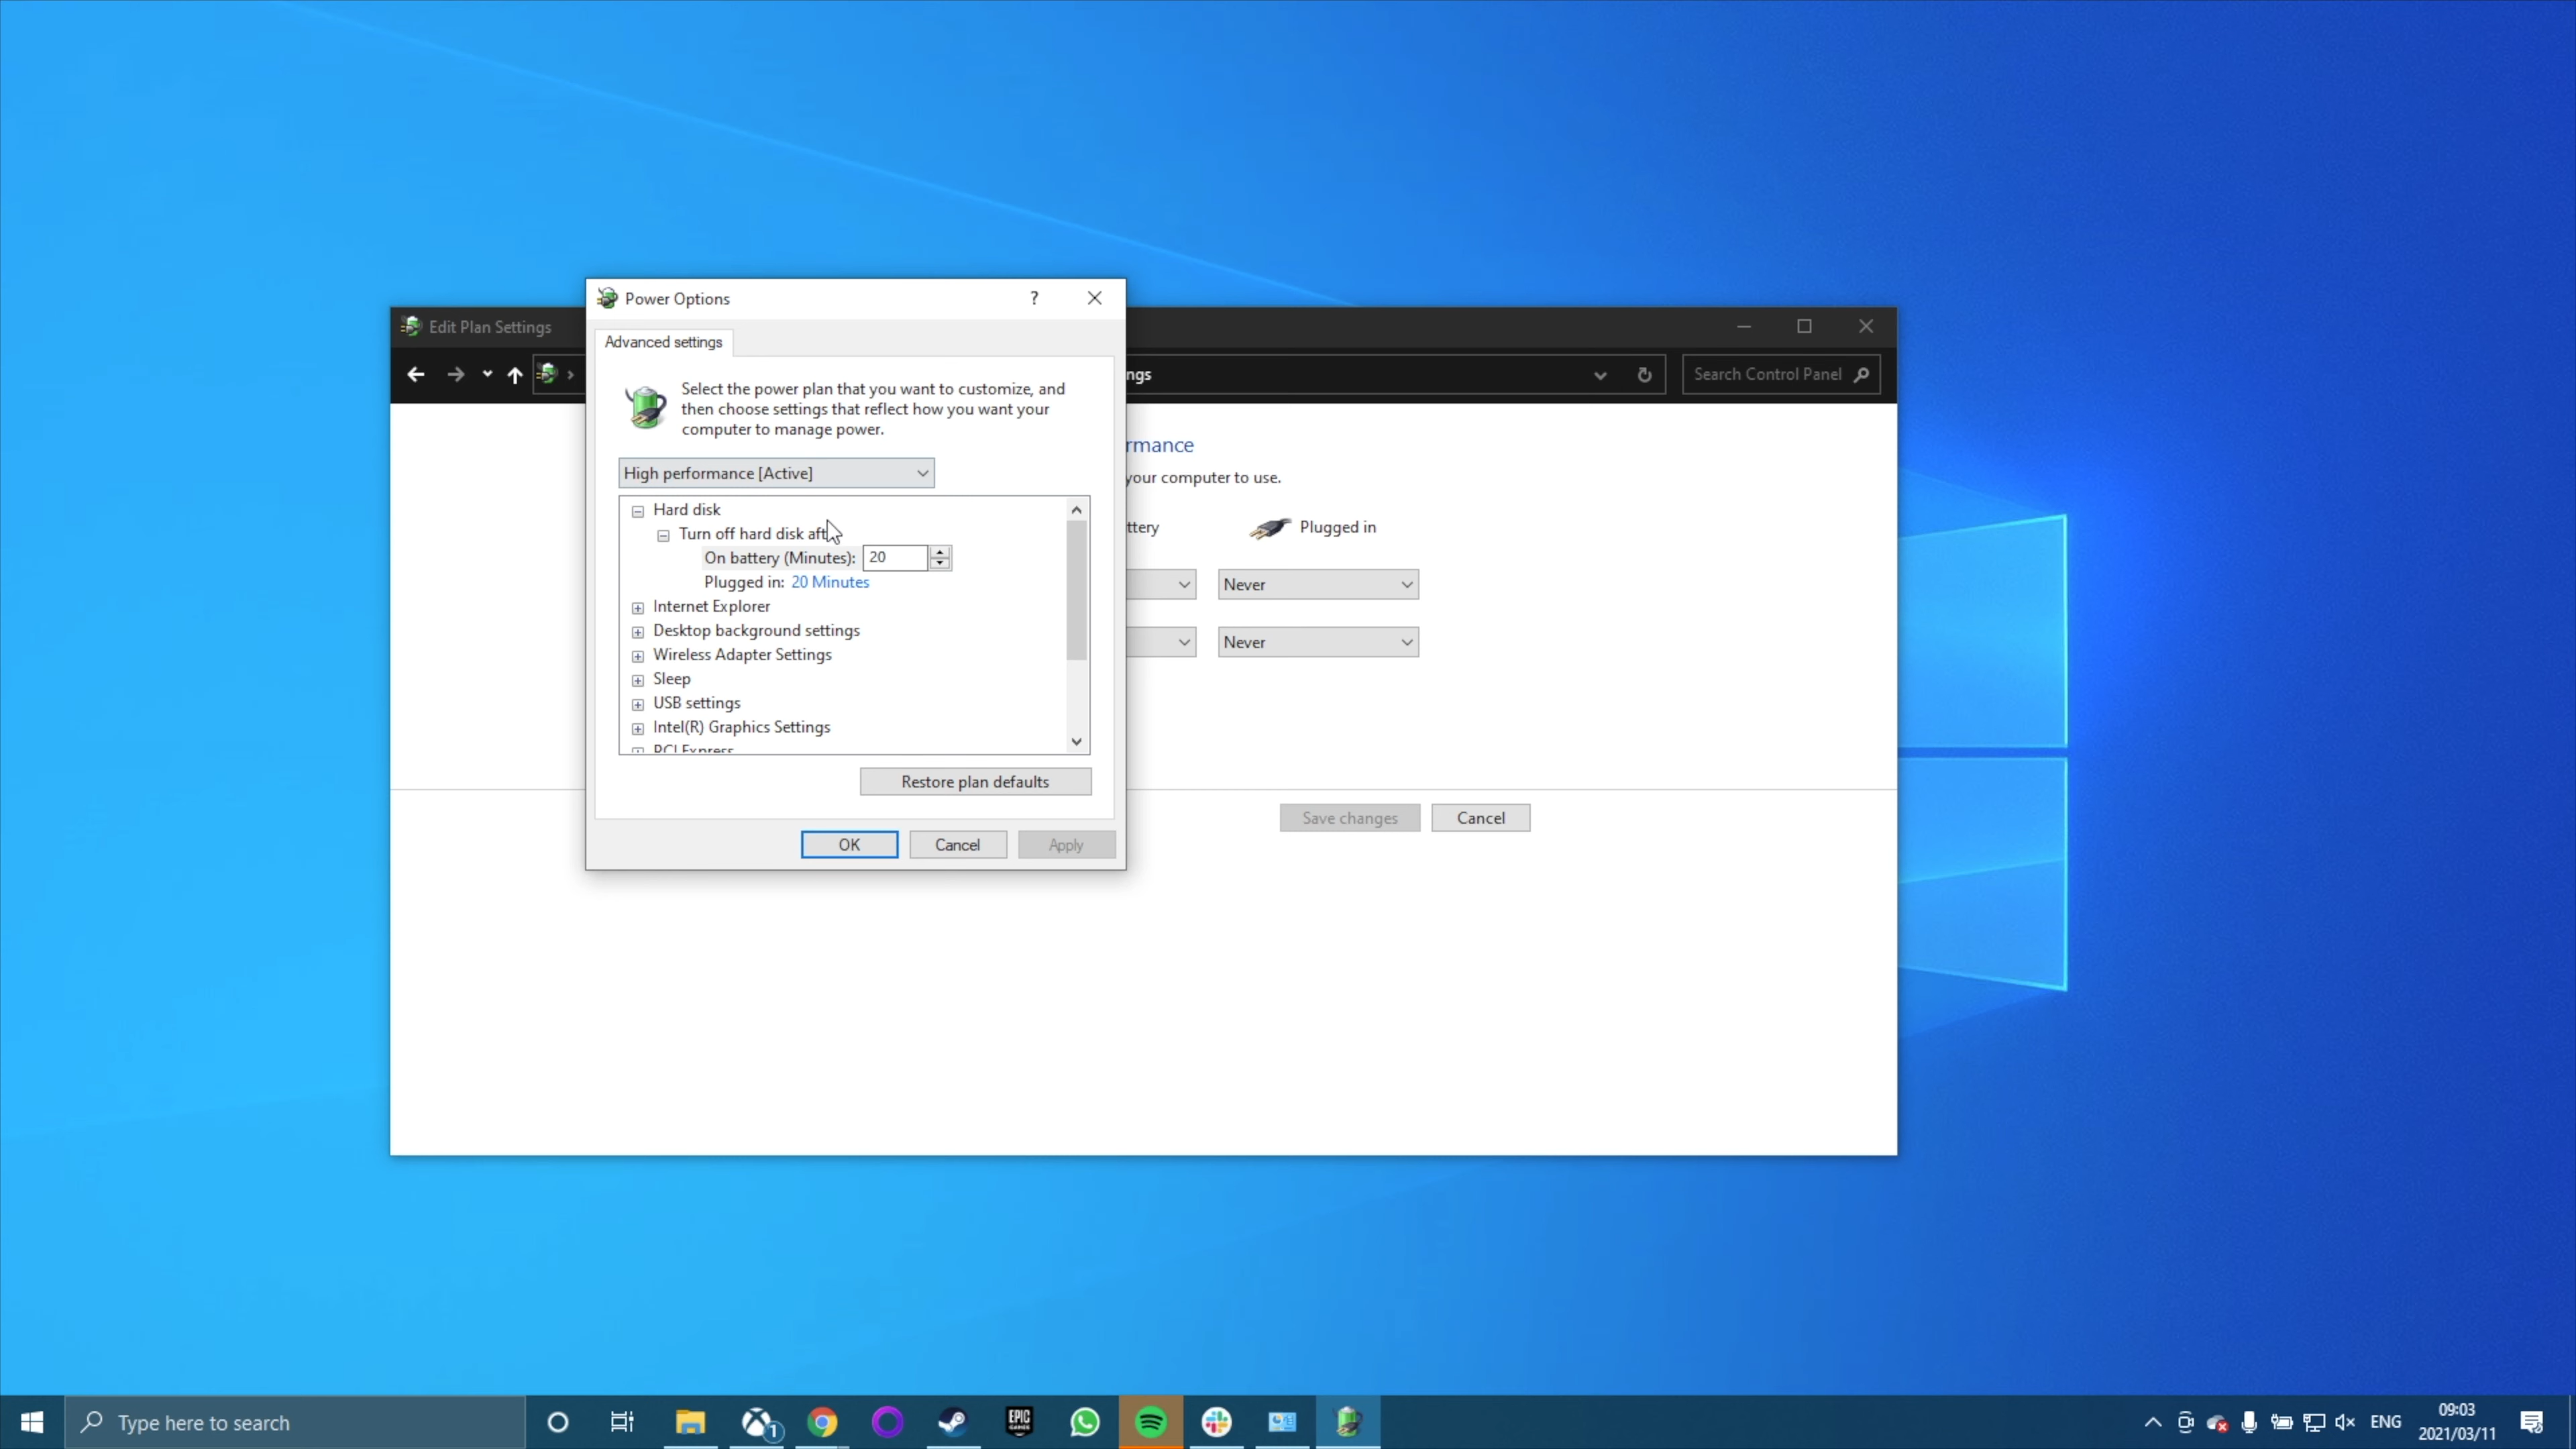 Power Options
?
Edit Plan Settings
Advanced settings
Select the power plan that you want to customize, and
then choose settings that reflect how you want your
computer to manage power.
ngs
Search Control Panel
High performance [Active]
rmance
your computer to use.
Hard disk
Turn off hard disk aft
On battery (Minutes): 20
Plugged in: 20 Minutes
Internet Explorer
Desktop background settings
Wireless Adapter Settings
Sleep
USB settings
Intel(R) Graphics Settings
PCI Express
ttery
Plugged in
Never
Never
Restore plan defaults
OK
Cancel
Apply
Save changes
Cancel
Type here to search
1
EPIC
GAMES
ENG
09:03
2021/03/11